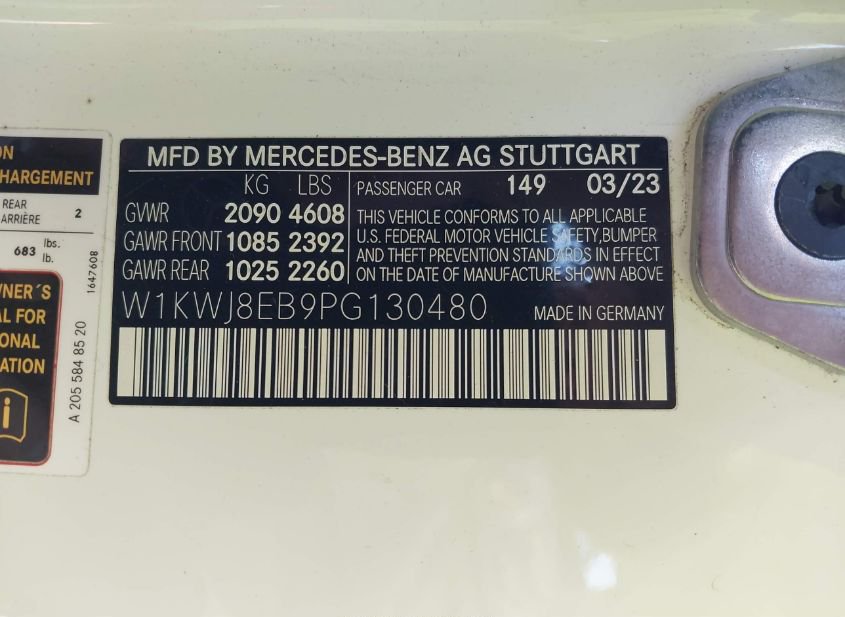 ON
HARGEMENT
REAR
ARRIÈRE 2
683 lbs.
lb.
1647608
WNER´S
AL FOR
ONAL
ATION
i
A 205 584 85 20
MFD BY MERCEDES-BENZ AG STUTTGART
KG LBS
GVWR 2090 4608
GAWR FRONT 1085 2392
GAWR REAR 1025 2260
PASSENGER CAR 149 03/23
THIS VEHICLE CONFORMS TO ALL APPLICABLE
U.S. FEDERAL MOTOR VEHICLE SAFETY,BUMPER
AND THEFT PREVENTION STANDARDS IN EFFECT
ON THE DATE OF MANUFACTURE SHOWN ABOVE
W1KWJ8EB9PG130480
MADE IN GERMANY